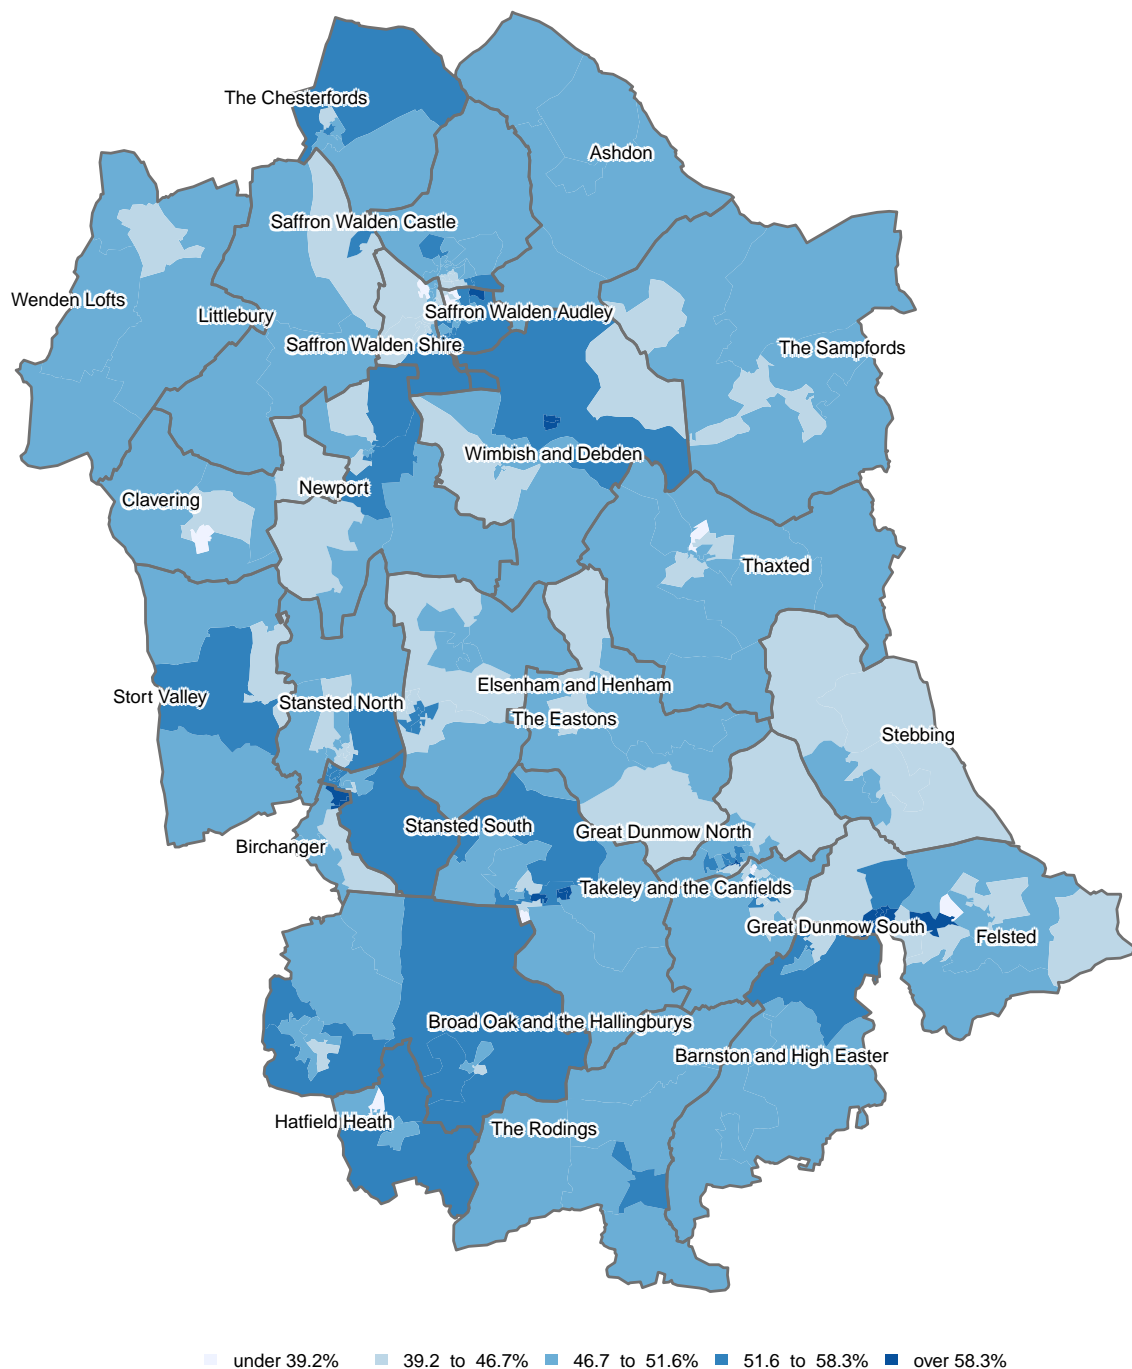 The Chesterfords
Ashdon
Saffron Walden Castle
Wenden Lofts
Littlebury
Saffron Walden Audley
Saffron Walden Shire
The Sampfords
Wimbish and Debden
Newport
Clavering
Thaxted
Elsenham and Henham
Stort Valley
Stansted North
The Eastons
Stebbing
Stansted South
Great Dunmow North
Birchanger
Takeley and the Canfields
Great Dunmow South
Felsted
Broad Oak and the Hallingburys
Barnston and High Easter
Hatfield Heath
The Rodings
under 39.2% 39.2 to 46.7% 46.7 to 51.6% 51.6 to 58.3% over 58.3%